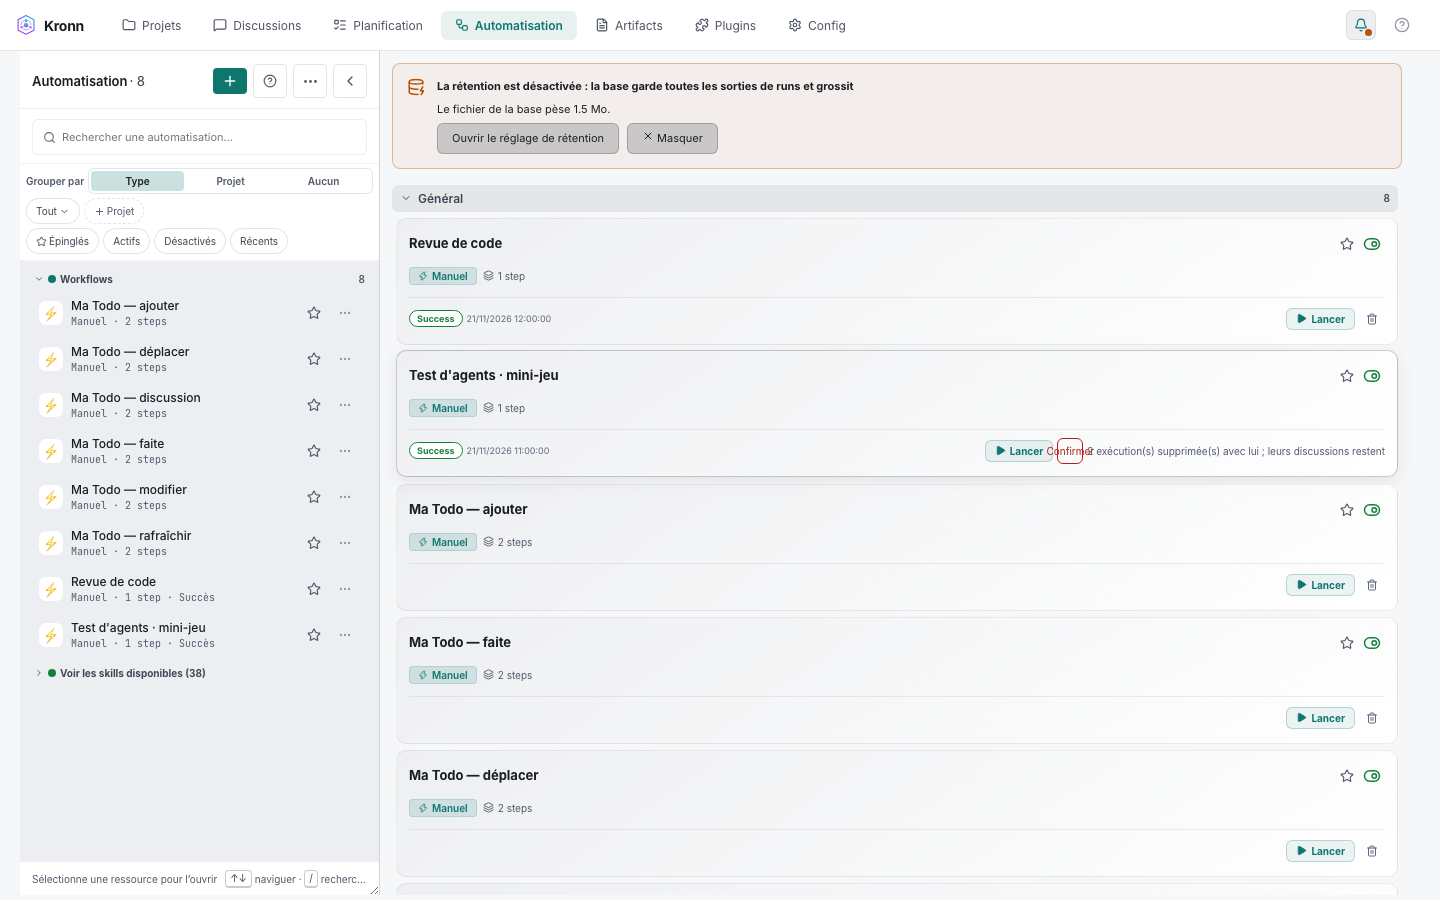 Kronn
Projets
Discussions
Planification
Automatisation
Artifacts
Plugins
Config
Automatisation · 8
Rechercher une automatisation...
Grouper par
Type
Projet
Aucun
Tout
+ Projet
Épinglés
Actifs
Désactivés
Récents
Workflows
8
Ma Todo — ajouter
Manuel · 2 steps
Ma Todo — déplacer
Manuel · 2 steps
Ma Todo — discussion
Manuel · 2 steps
Ma Todo — faite
Manuel · 2 steps
Ma Todo — modifier
Manuel · 2 steps
Ma Todo — rafraîchir
Manuel · 2 steps
Revue de code
Manuel · 1 step · Succès
Test d'agents · mini-jeu
Manuel · 1 step · Succès
Voir les skills disponibles (38)
Sélectionne une ressource pour l'ouvrir ↑↓ naviguer · / recherc...
La rétention est désactivée : la base garde toutes les sorties de runs et grossit
Le fichier de la base pèse 1.5 Mo.
Ouvrir le réglage de rétention
Masquer
Général
8
Revue de code
Manuel
1 step
Success 21/11/2026 12:00:00
Lancer
Test d'agents · mini-jeu
Manuel
1 step
Success 21/11/2026 11:00:00
Lancer
Confirmer
exécution(s) supprimée(s) avec lui ; leurs discussions restent
Ma Todo — ajouter
Manuel
2 steps
Lancer
Ma Todo — faite
Manuel
2 steps
Lancer
Ma Todo — déplacer
Manuel
2 steps
Lancer